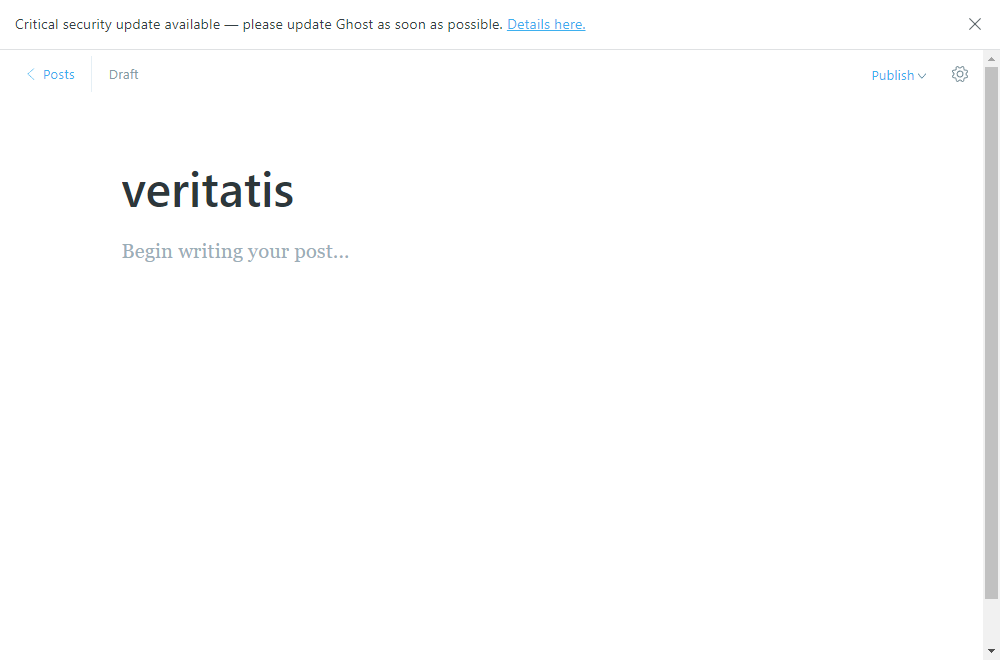 Critical security update available — please update Ghost as soon as possible. Details here.
Posts
Draft
Publish
veritatis
Begin writing your post...